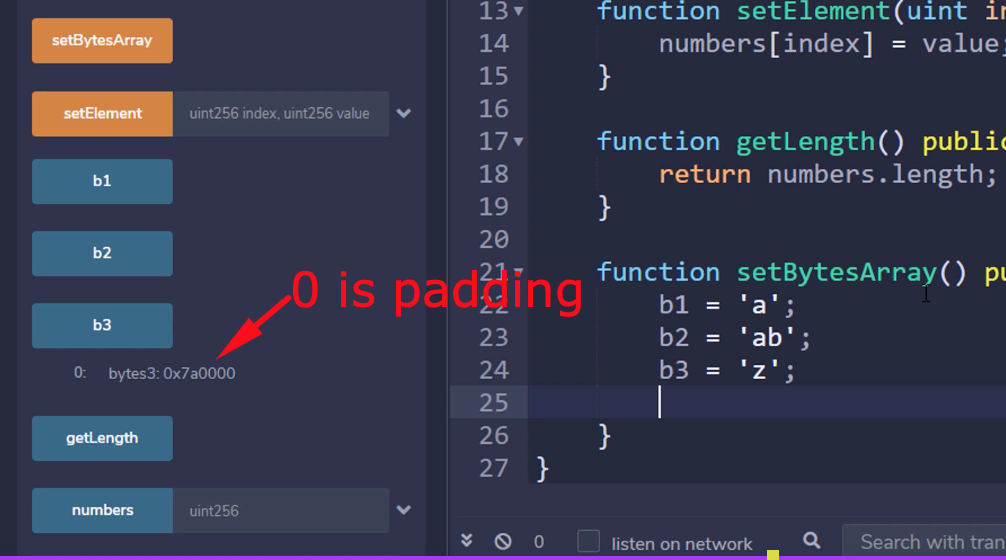 setBytesArray
setElement uint256 index, uint256 value
b1
b2
b3
0: bytes3: 0x7a0000
getLength
numbers uint256
0 is padding
13 function setElement(uint in
14 numbers[index] = value;
15 }
16
17 function getLength() public
18 return numbers.length;
19 }
20
21 function setBytesArray() pu
22 b1 = 'a';
23 b2 = 'ab';
24 b3 = 'z';
25
26 }
27 }
0 listen on network Search with tran